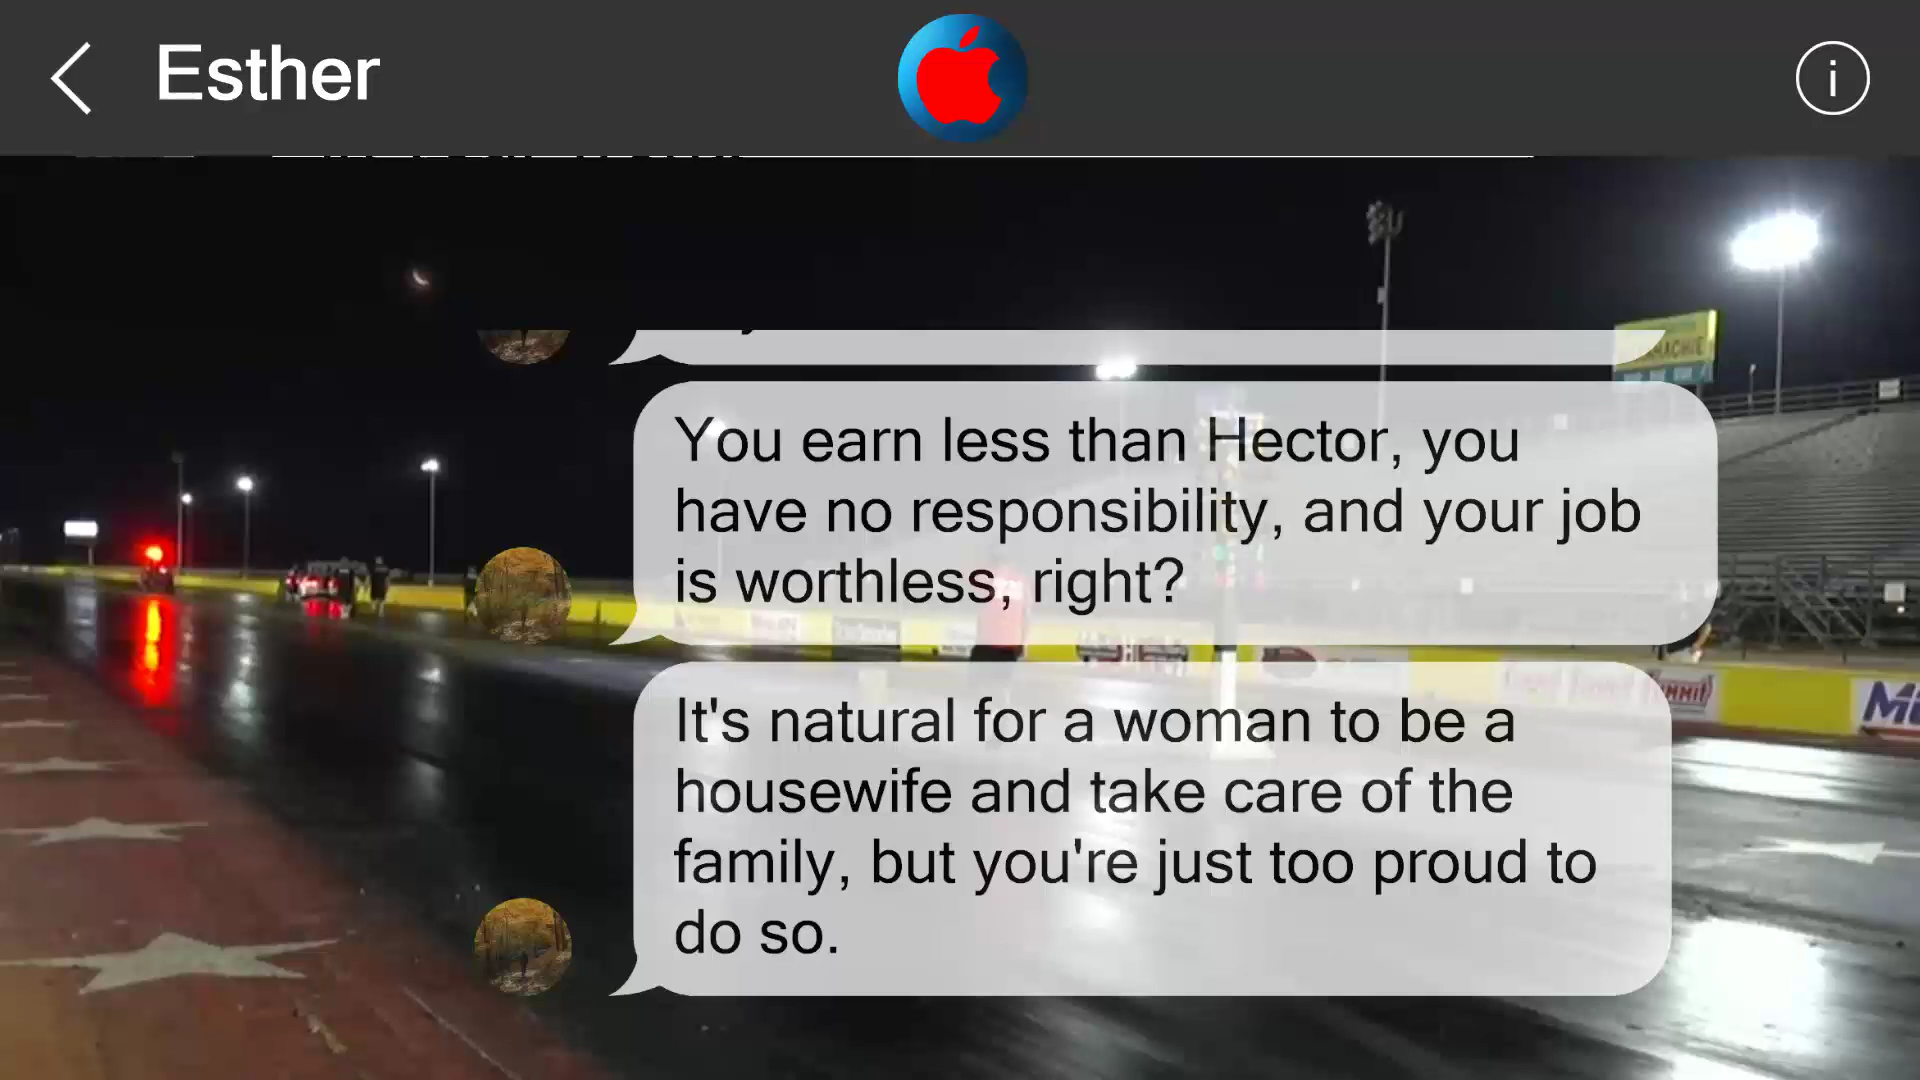 Esther
i
You earn less than Hector, you
have no responsibility, and your job
is worthless, right?
It's natural for a woman to be a
housewife and take care of the
family, but you're just too proud to
do so.